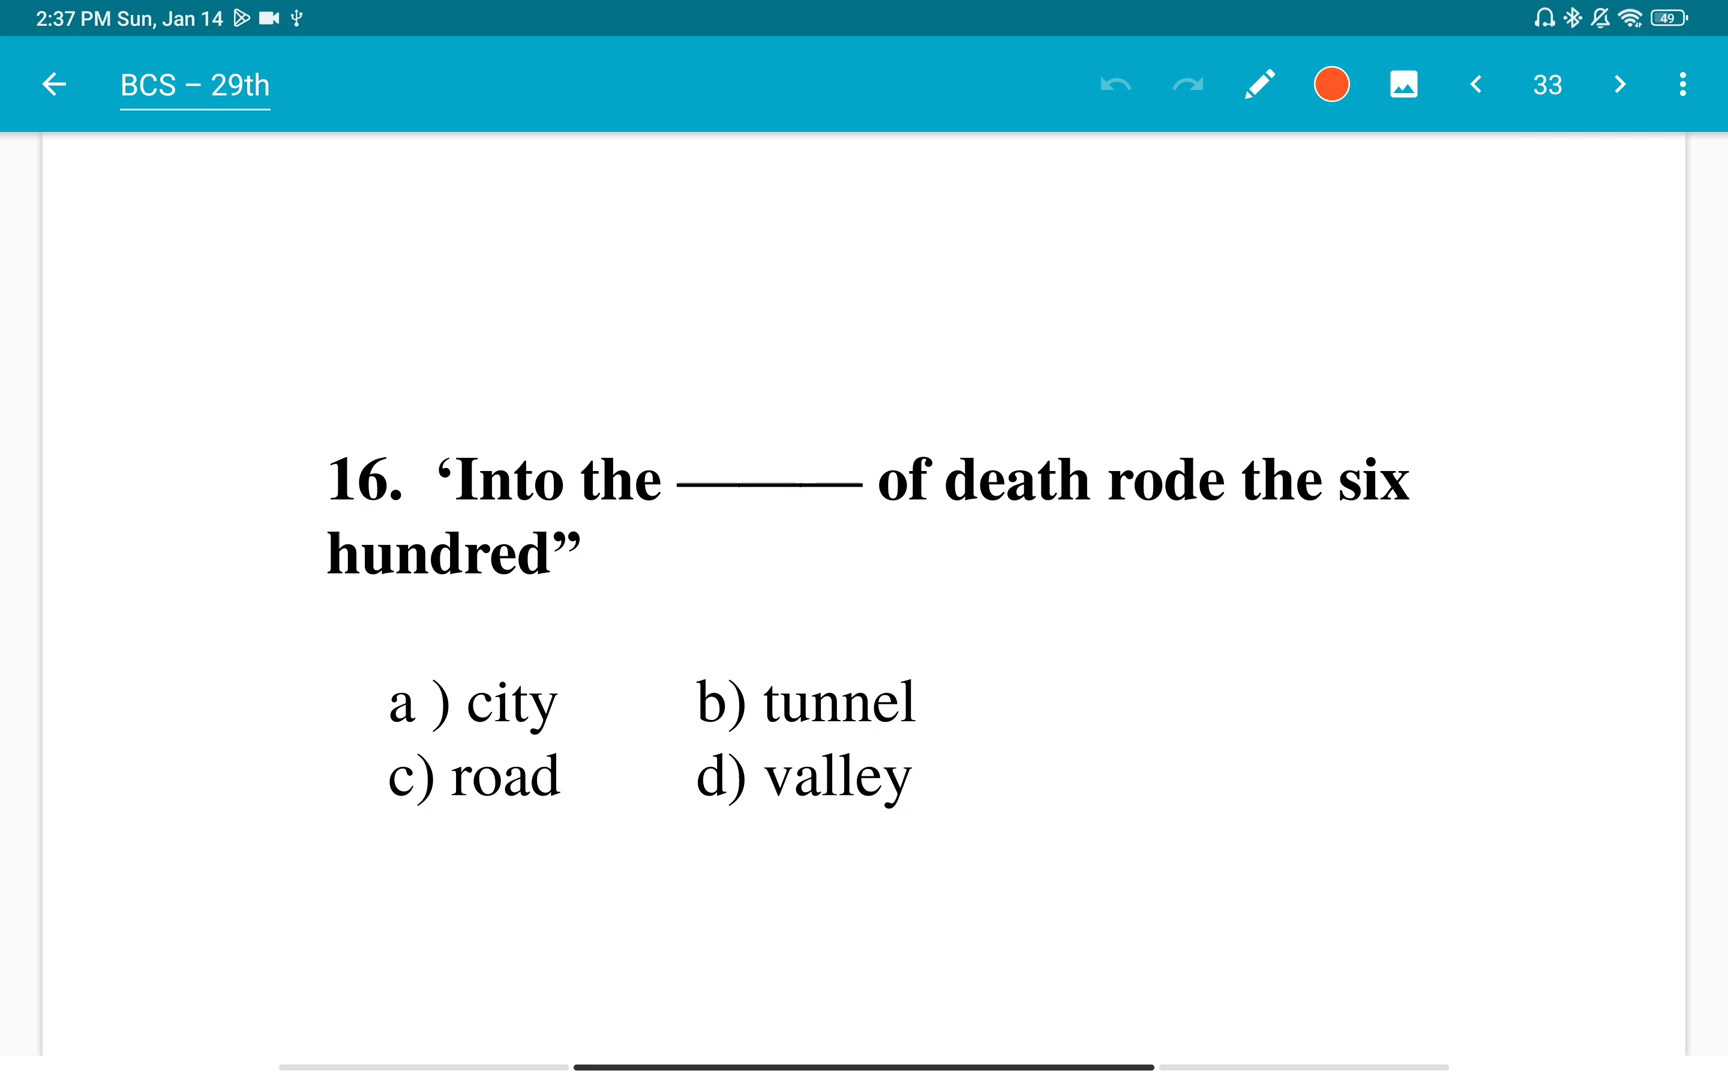 2:37 PM Sun, Jan 14 49
BCS – 29th 33
16. ‘Into the ——— of death rode the six
hundred”
a ) city b) tunnel
c) road d) valley